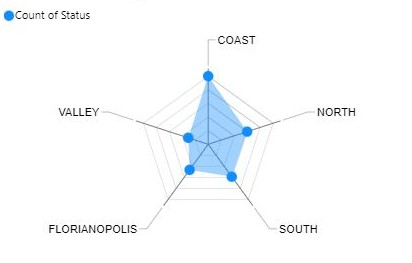 Count of Status
COAST
VALLEY
NORTH
FLORIANOPOLIS
SOUTH